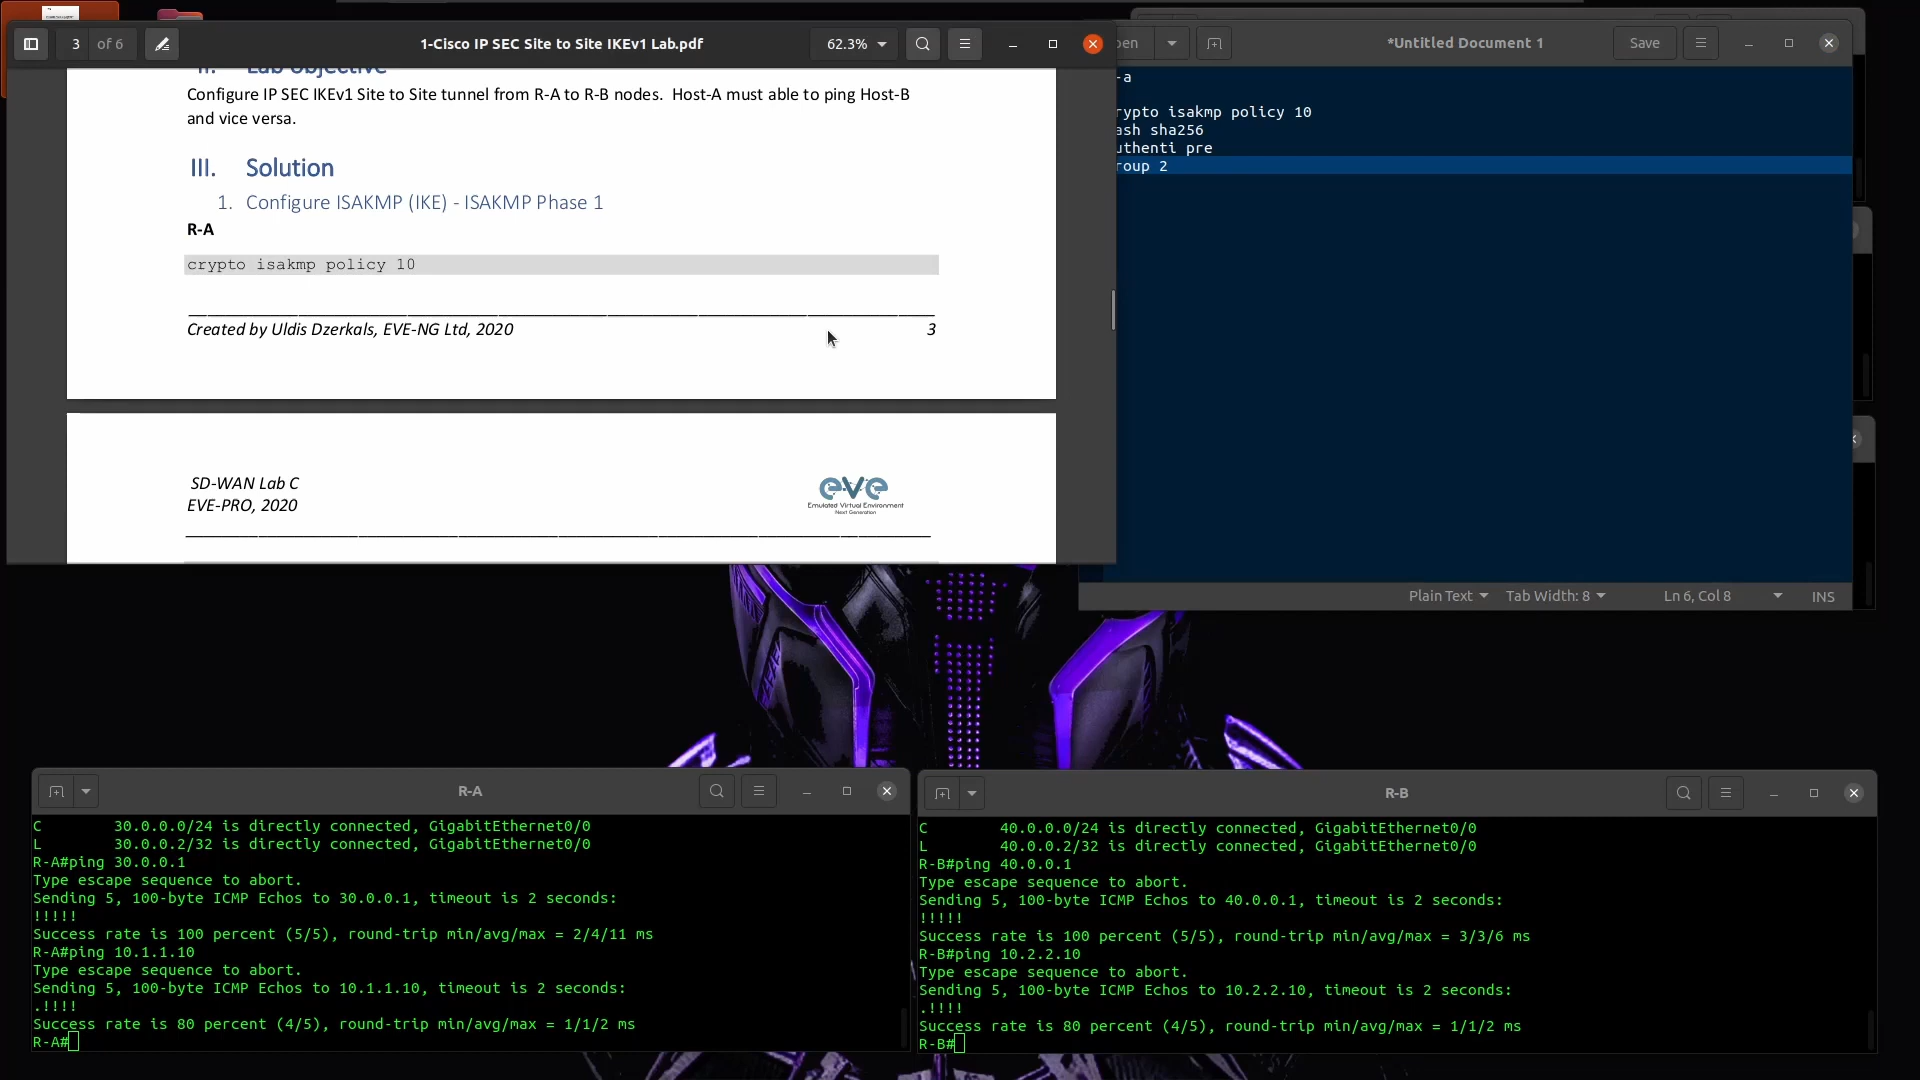 3 of 6
1-Cisco IP SEC Site to Site IKEv1 Lab.pdf
62.3%
II. Lab objective
Configure IP SEC IKEv1 Site to Site tunnel from R-A to R-B nodes. Host-A must able to ping Host-B
and vice versa.
III. Solution
1. Configure ISAKMP (IKE) - ISAKMP Phase 1
R-A
crypto isakmp policy 10
Created by Uldis Dzerkals, EVE-NG Ltd, 2020
3
SD-WAN Lab C
EVE-PRO, 2020
eve
Emulated Virtual Environment
Next Generation
pen
*Untitled Document 1
Save
-a
rypto isakmp policy 10
ash sha256
uthenti pre
roup 2
Plain Text
Tab Width: 8
Ln 6, Col 8
INS
R-A
C        30.0.0.0/24 is directly connected, GigabitEthernet0/0
L        30.0.0.2/32 is directly connected, GigabitEthernet0/0
R-A#ping 30.0.0.1
Type escape sequence to abort.
Sending 5, 100-byte ICMP Echos to 30.0.0.1, timeout is 2 seconds:
!!!!!
Success rate is 100 percent (5/5), round-trip min/avg/max = 2/4/11 ms
R-A#ping 10.1.1.10
Type escape sequence to abort.
Sending 5, 100-byte ICMP Echos to 10.1.1.10, timeout is 2 seconds:
.!!!!
Success rate is 80 percent (4/5), round-trip min/avg/max = 1/1/2 ms
R-A#
R-B
C        40.0.0.0/24 is directly connected, GigabitEthernet0/0
L        40.0.0.2/32 is directly connected, GigabitEthernet0/0
R-B#ping 40.0.0.1
Type escape sequence to abort.
Sending 5, 100-byte ICMP Echos to 40.0.0.1, timeout is 2 seconds:
!!!!!
Success rate is 100 percent (5/5), round-trip min/avg/max = 3/3/6 ms
R-B#ping 10.2.2.10
Type escape sequence to abort.
Sending 5, 100-byte ICMP Echos to 10.2.2.10, timeout is 2 seconds:
.!!!!
Success rate is 80 percent (4/5), round-trip min/avg/max = 1/1/2 ms
R-B#